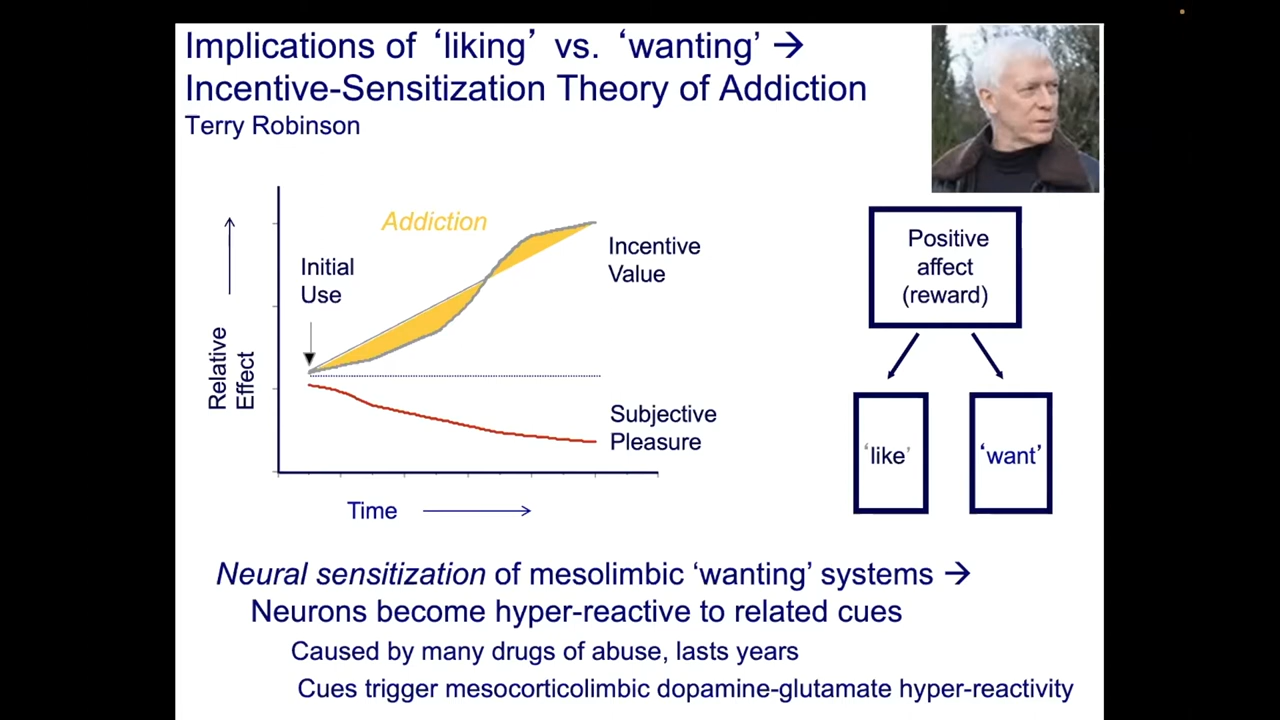 Implications of ‘liking’ vs. ‘wanting’ →
Incentive-Sensitization Theory of Addiction
Terry Robinson
Addiction
Initial
Use
Incentive
Value
Relative
Effect
Subjective
Pleasure
Time
Positive
affect
(reward)
‘like’
‘want’
Neural sensitization of mesolimbic ‘wanting’ systems →
Neurons become hyper-reactive to related cues
Caused by many drugs of abuse, lasts years
Cues trigger mesocorticolimbic dopamine-glutamate hyper-reactivity